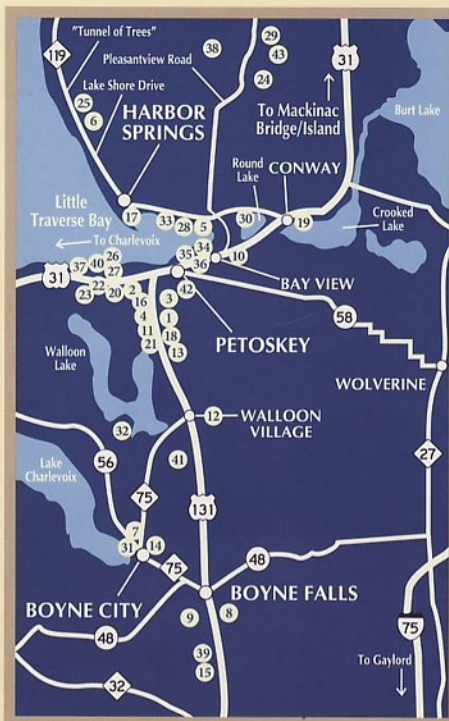 "Tunnel of Trees"
119
Pleasantview Road
38
29
43
31
24
Lake Shore Drive
25
6
HARBOR
SPRINGS
To Mackinac
Bridge/Island
Burt Lake
Round
Lake
CONWAY
Little
Traverse Bay
17
33
28
5
30
19
Crooked
Lake
To Charlevoix
34
35
36
10
BAY VIEW
31
37
40
26
27
23
22
20
2
16
3
42
4
1
11
18
21
13
PETOSKEY
58
Walloon
Lake
WOLVERINE
12
WALLOON
VILLAGE
32
Lake
Charlevoix
56
41
27
75
131
7
31
14
75
48
BOYNE CITY
BOYNE FALLS
9
8
48
75
39
15
32
To Gaylord